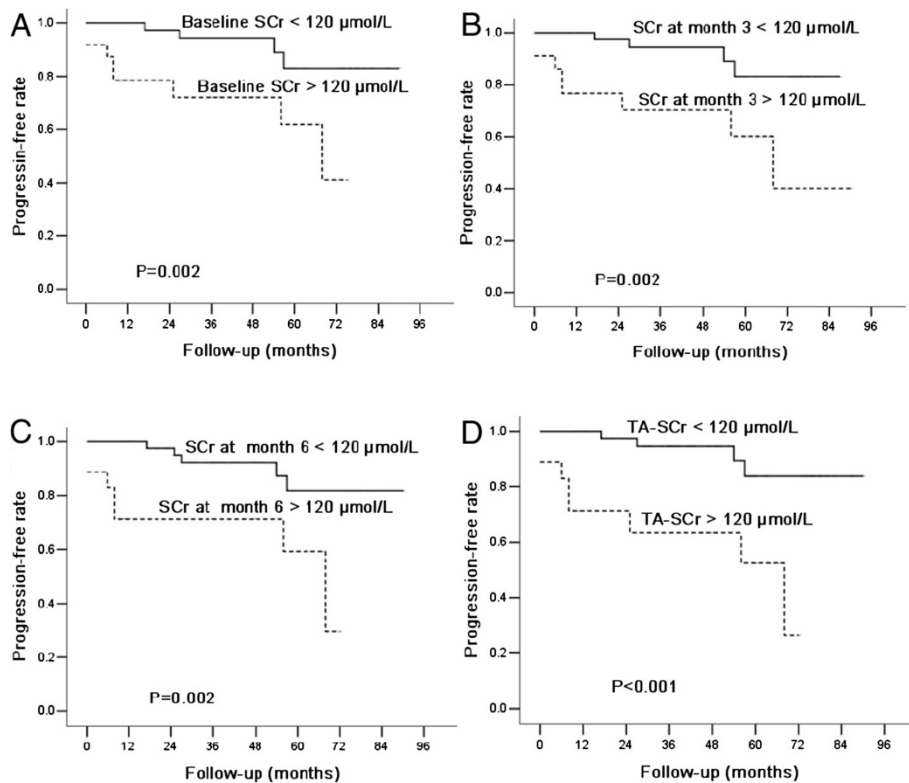 A
Baseline SCr < 120 µmol/L
Baseline SCr > 120 µmol/L
Progressin-free rate
1.0
0.8
0.6
0.4
0.2
0.0
P=0.002
0 12 24 36 48 60 72 84 96
Follow-up (months)
B
SCr at month 3 < 120 µmol/L
SCr at month 3 > 120 µmol/L
Progression-free rate
1.0
0.8
0.6
0.4
0.2
0.0
P=0.002
0 12 24 36 48 60 72 84 96
Follow-up (months)
C
SCr at month 6 < 120 µmol/L
SCr at month 6 > 120 µmol/L
Progression-free rate
1.0
0.8
0.6
0.4
0.2
0.0
P=0.002
0 12 24 36 48 60 72 84 96
Follow-up (months)
D
TA-SCr < 120 µmol/L
TA-SCr > 120 µmol/L
Progression-free rate
1.0
0.8
0.6
0.4
0.2
0.0
P<0.001
0 12 24 36 48 60 72 84 96
Follow-up (months)